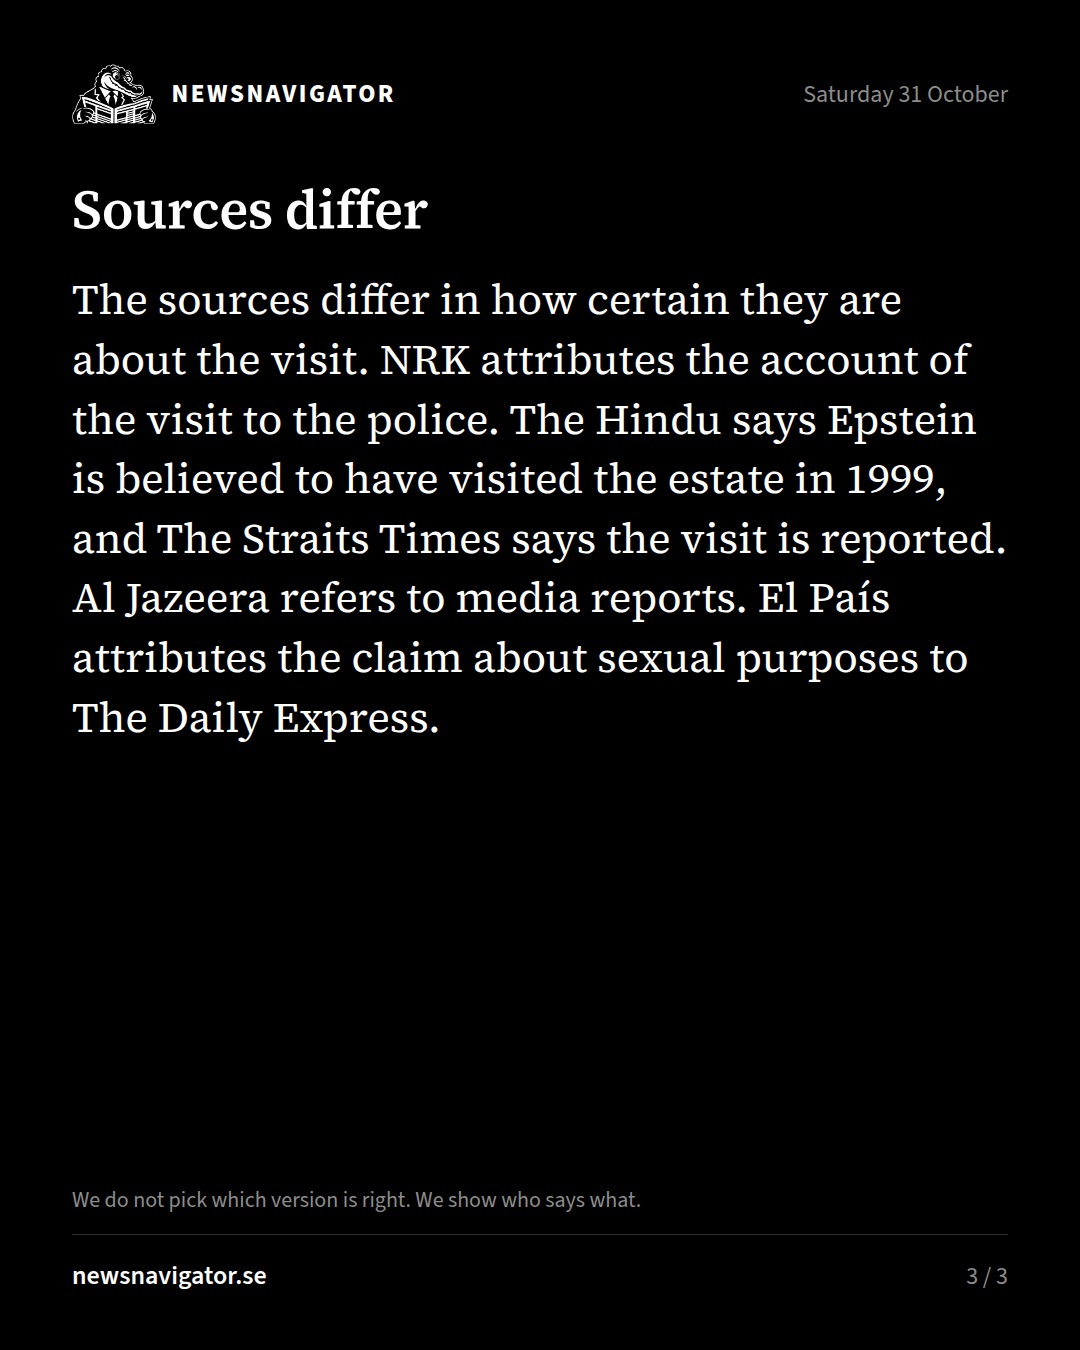 NEWSNAVIGATOR
Saturday 31 October
Sources differ
The sources differ in how certain they are
about the visit. NRK attributes the account of
the visit to the police. The Hindu says Epstein
is believed to have visited the estate in 1999,
and The Straits Times says the visit is reported.
Al Jazeera refers to media reports. El País
attributes the claim about sexual purposes to
The Daily Express.
We do not pick which version is right. We show who says what.
newsnavigator.se
3 / 3